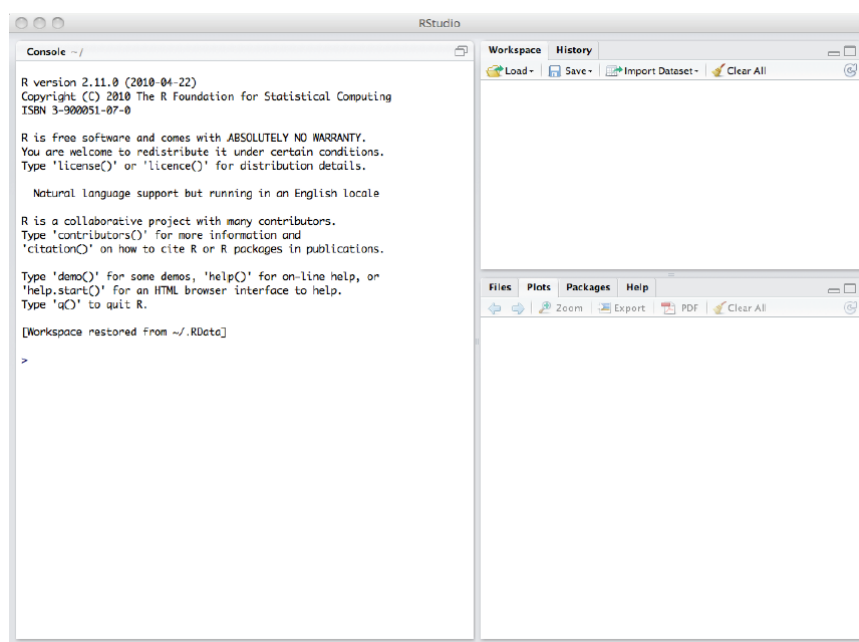 RStudio
Console ~/
R version 2.11.0 (2010-04-22)
Copyright (C) 2010 The R Foundation for Statistical Computing
ISBN 3-900051-07-0
R is free software and comes with ABSOLUTELY NO WARRANTY.
You are welcome to redistribute it under certain conditions.
Type 'license()' or 'licence()' for distribution details.
Natural language support but running in an English locale
R is a collaborative project with many contributors.
Type 'contributors()' for more information and
'citation()' on how to cite R or R packages in publications.
Type 'demo()' for some demos, 'help()' for on-line help, or
'help.start()' for an HTML browser interface to help.
Type 'q()' to quit R.
[Workspace restored from ~/.RData]
>
Workspace History
Load Save Import Dataset Clear All
Files Plots Packages Help
Zoom Export PDF Clear All